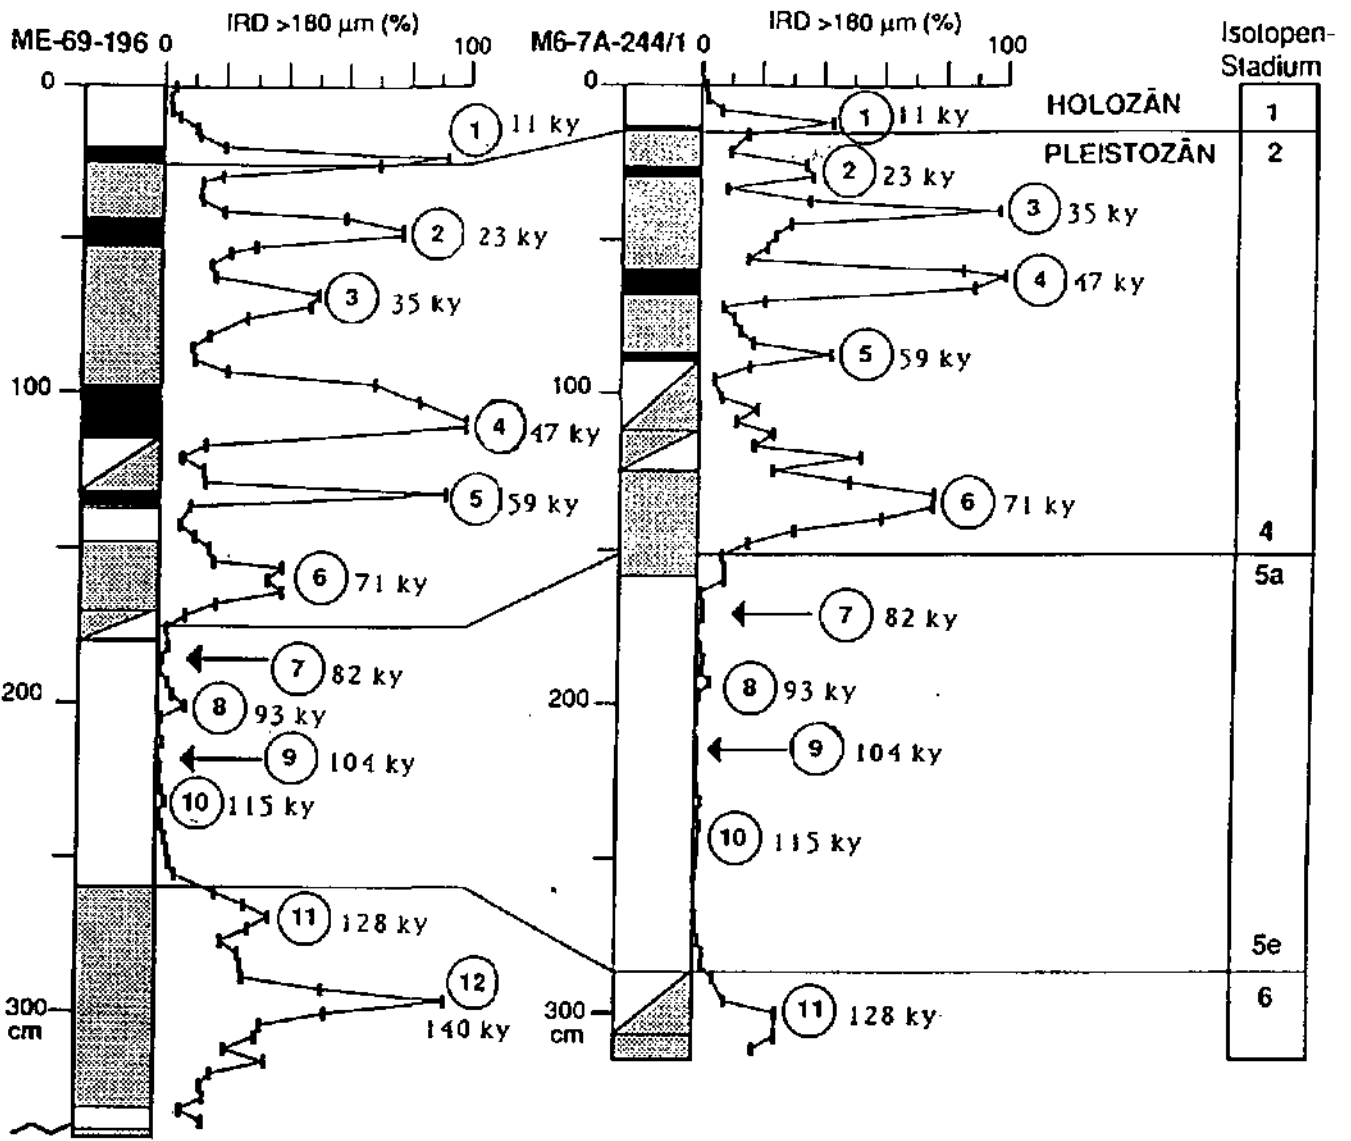 IRD >180 µm (%) IRD >180 µm (%) Isotopen-
ME-69-196 0 100 M6-7A-244/1 0 100 Stadium
0 0
HOLOZÄN 1
1 11 ky 1 11 ky
PLEISTOZÄN 2
2 23 ky 2 23 ky
3 35 ky 3 35 ky
4 47 ky 4 47 ky
5 59 ky 5 59 ky
100 100
6 71 ky 6 71 ky
4
5a
7 82 ky 7 82 ky
200 8 93 ky 200 8 93 ky
9 104 ky 9 104 ky
10 115 ky 10 115 ky
11 128 ky 5e
12 6
300 140 ky 300 11 128 ky
cm cm